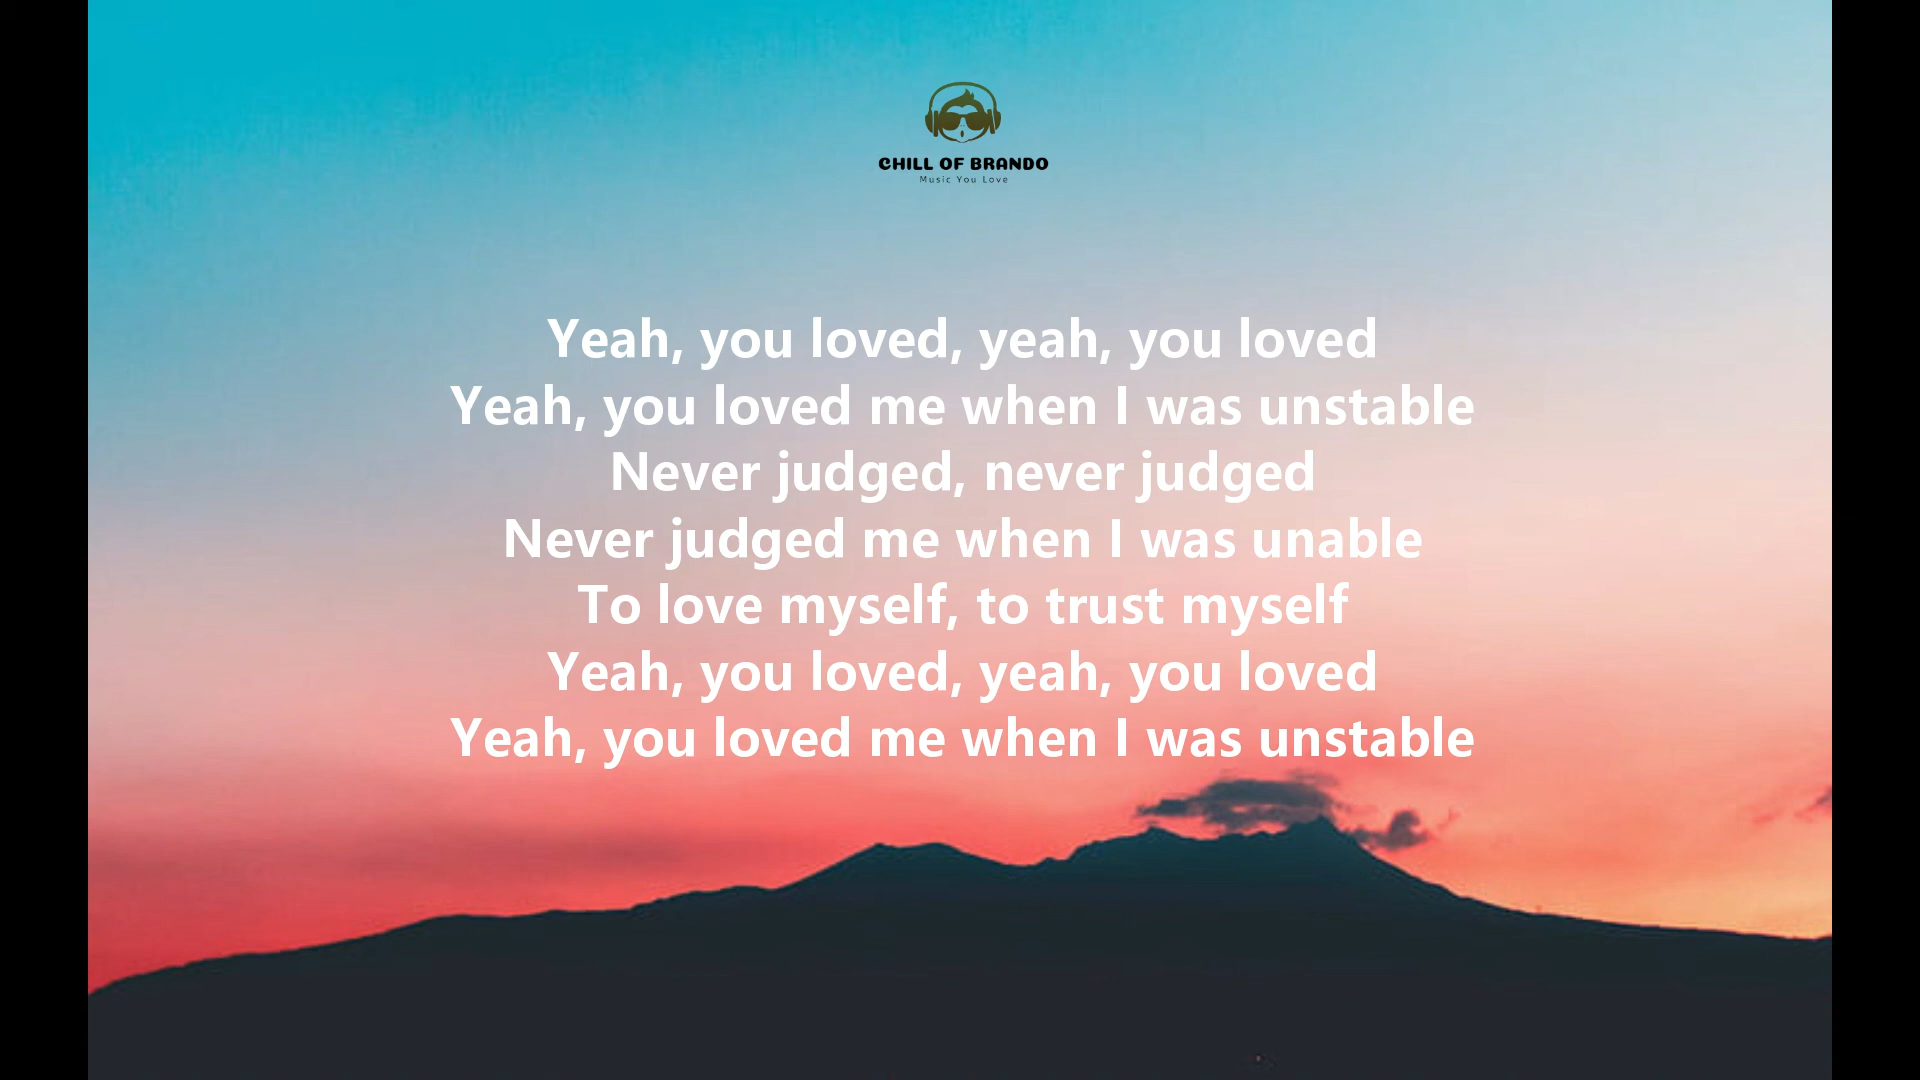 CHILL OF BRANDO
Music You Love
Yeah, you loved, yeah, you loved
Yeah, you loved me when I was unstable
Never judged, never judged
Never judged me when I was unable
To love myself, to trust myself
Yeah, you loved, yeah, you loved
Yeah, you loved me when I was unstable